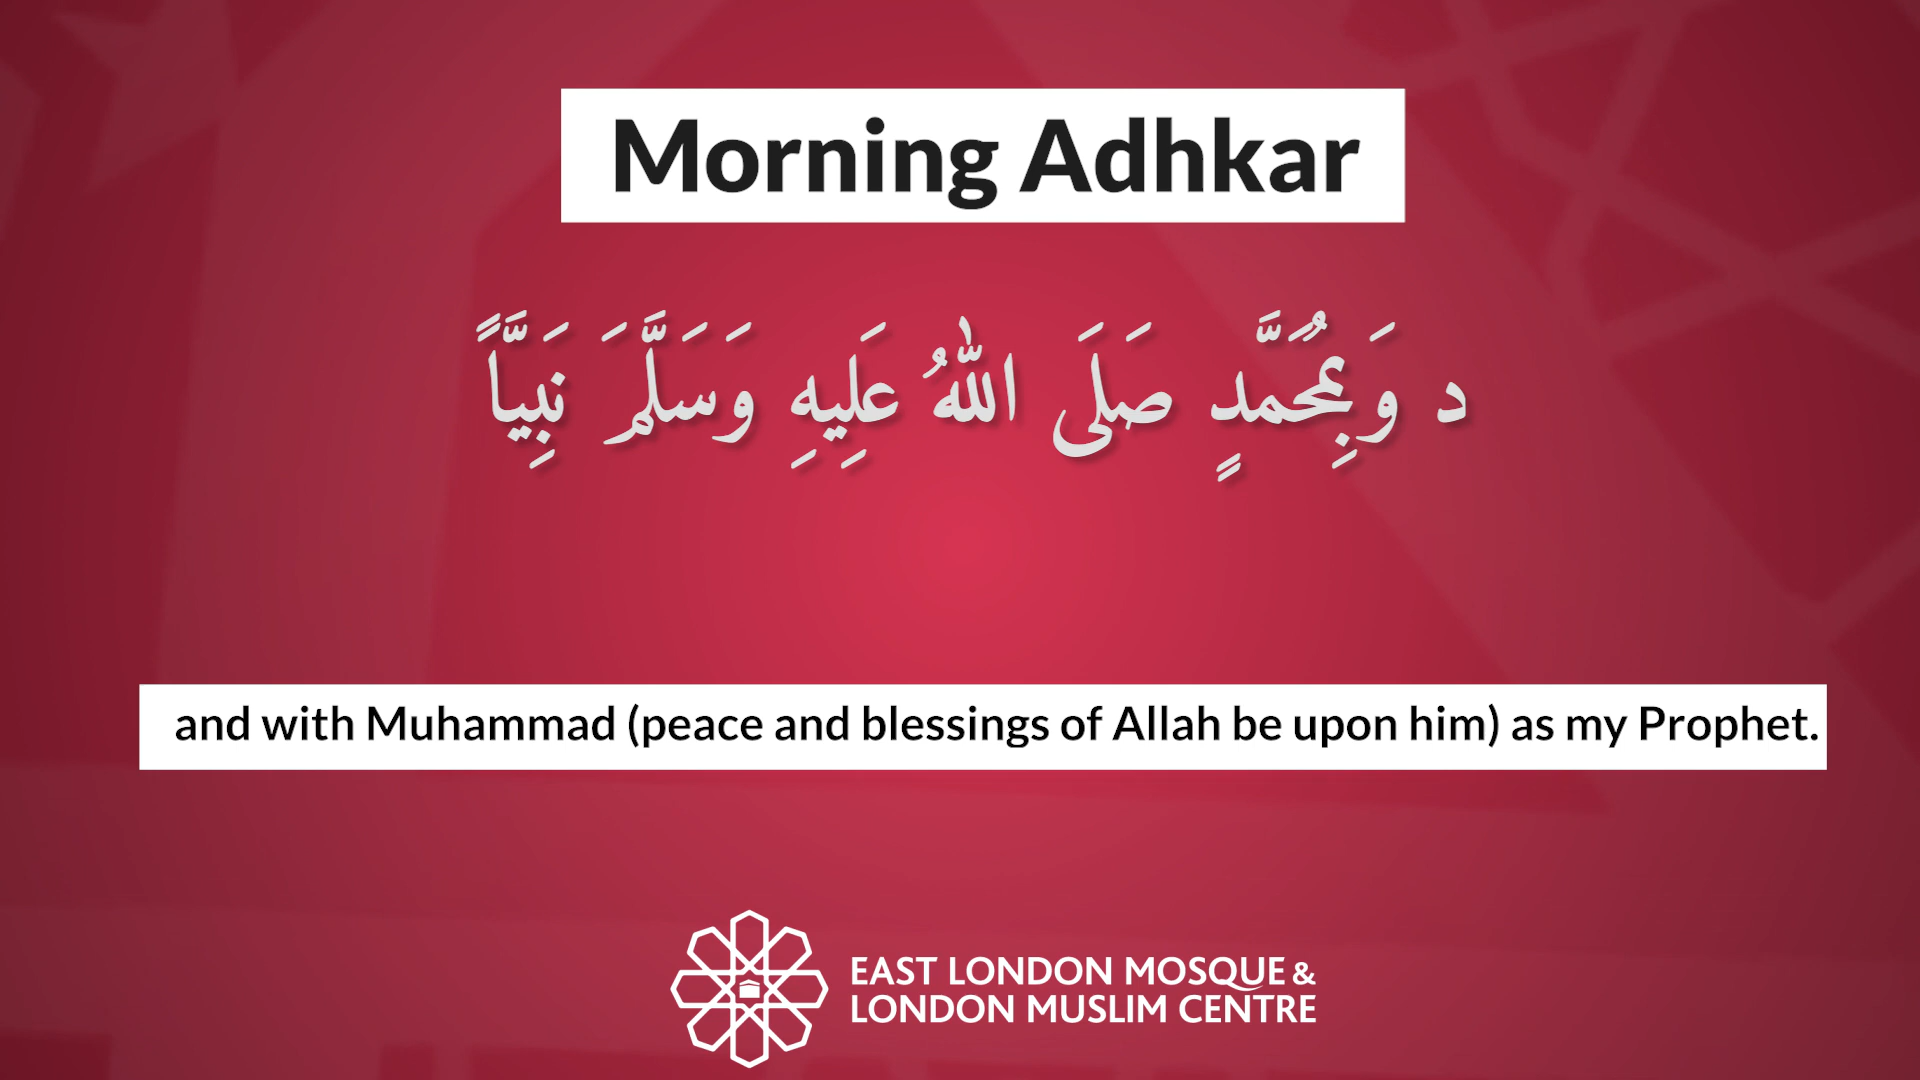 Morning Adhkar
د وَبِمُحَمَّدٍ صَلَى اللهُ عَلِيهِ وَسَلَّمَ نَبِيَّاً
and with Muhammad (peace and blessings of Allah be upon him) as my Prophet.
EAST LONDON MOSQUE &
LONDON MUSLIM CENTRE